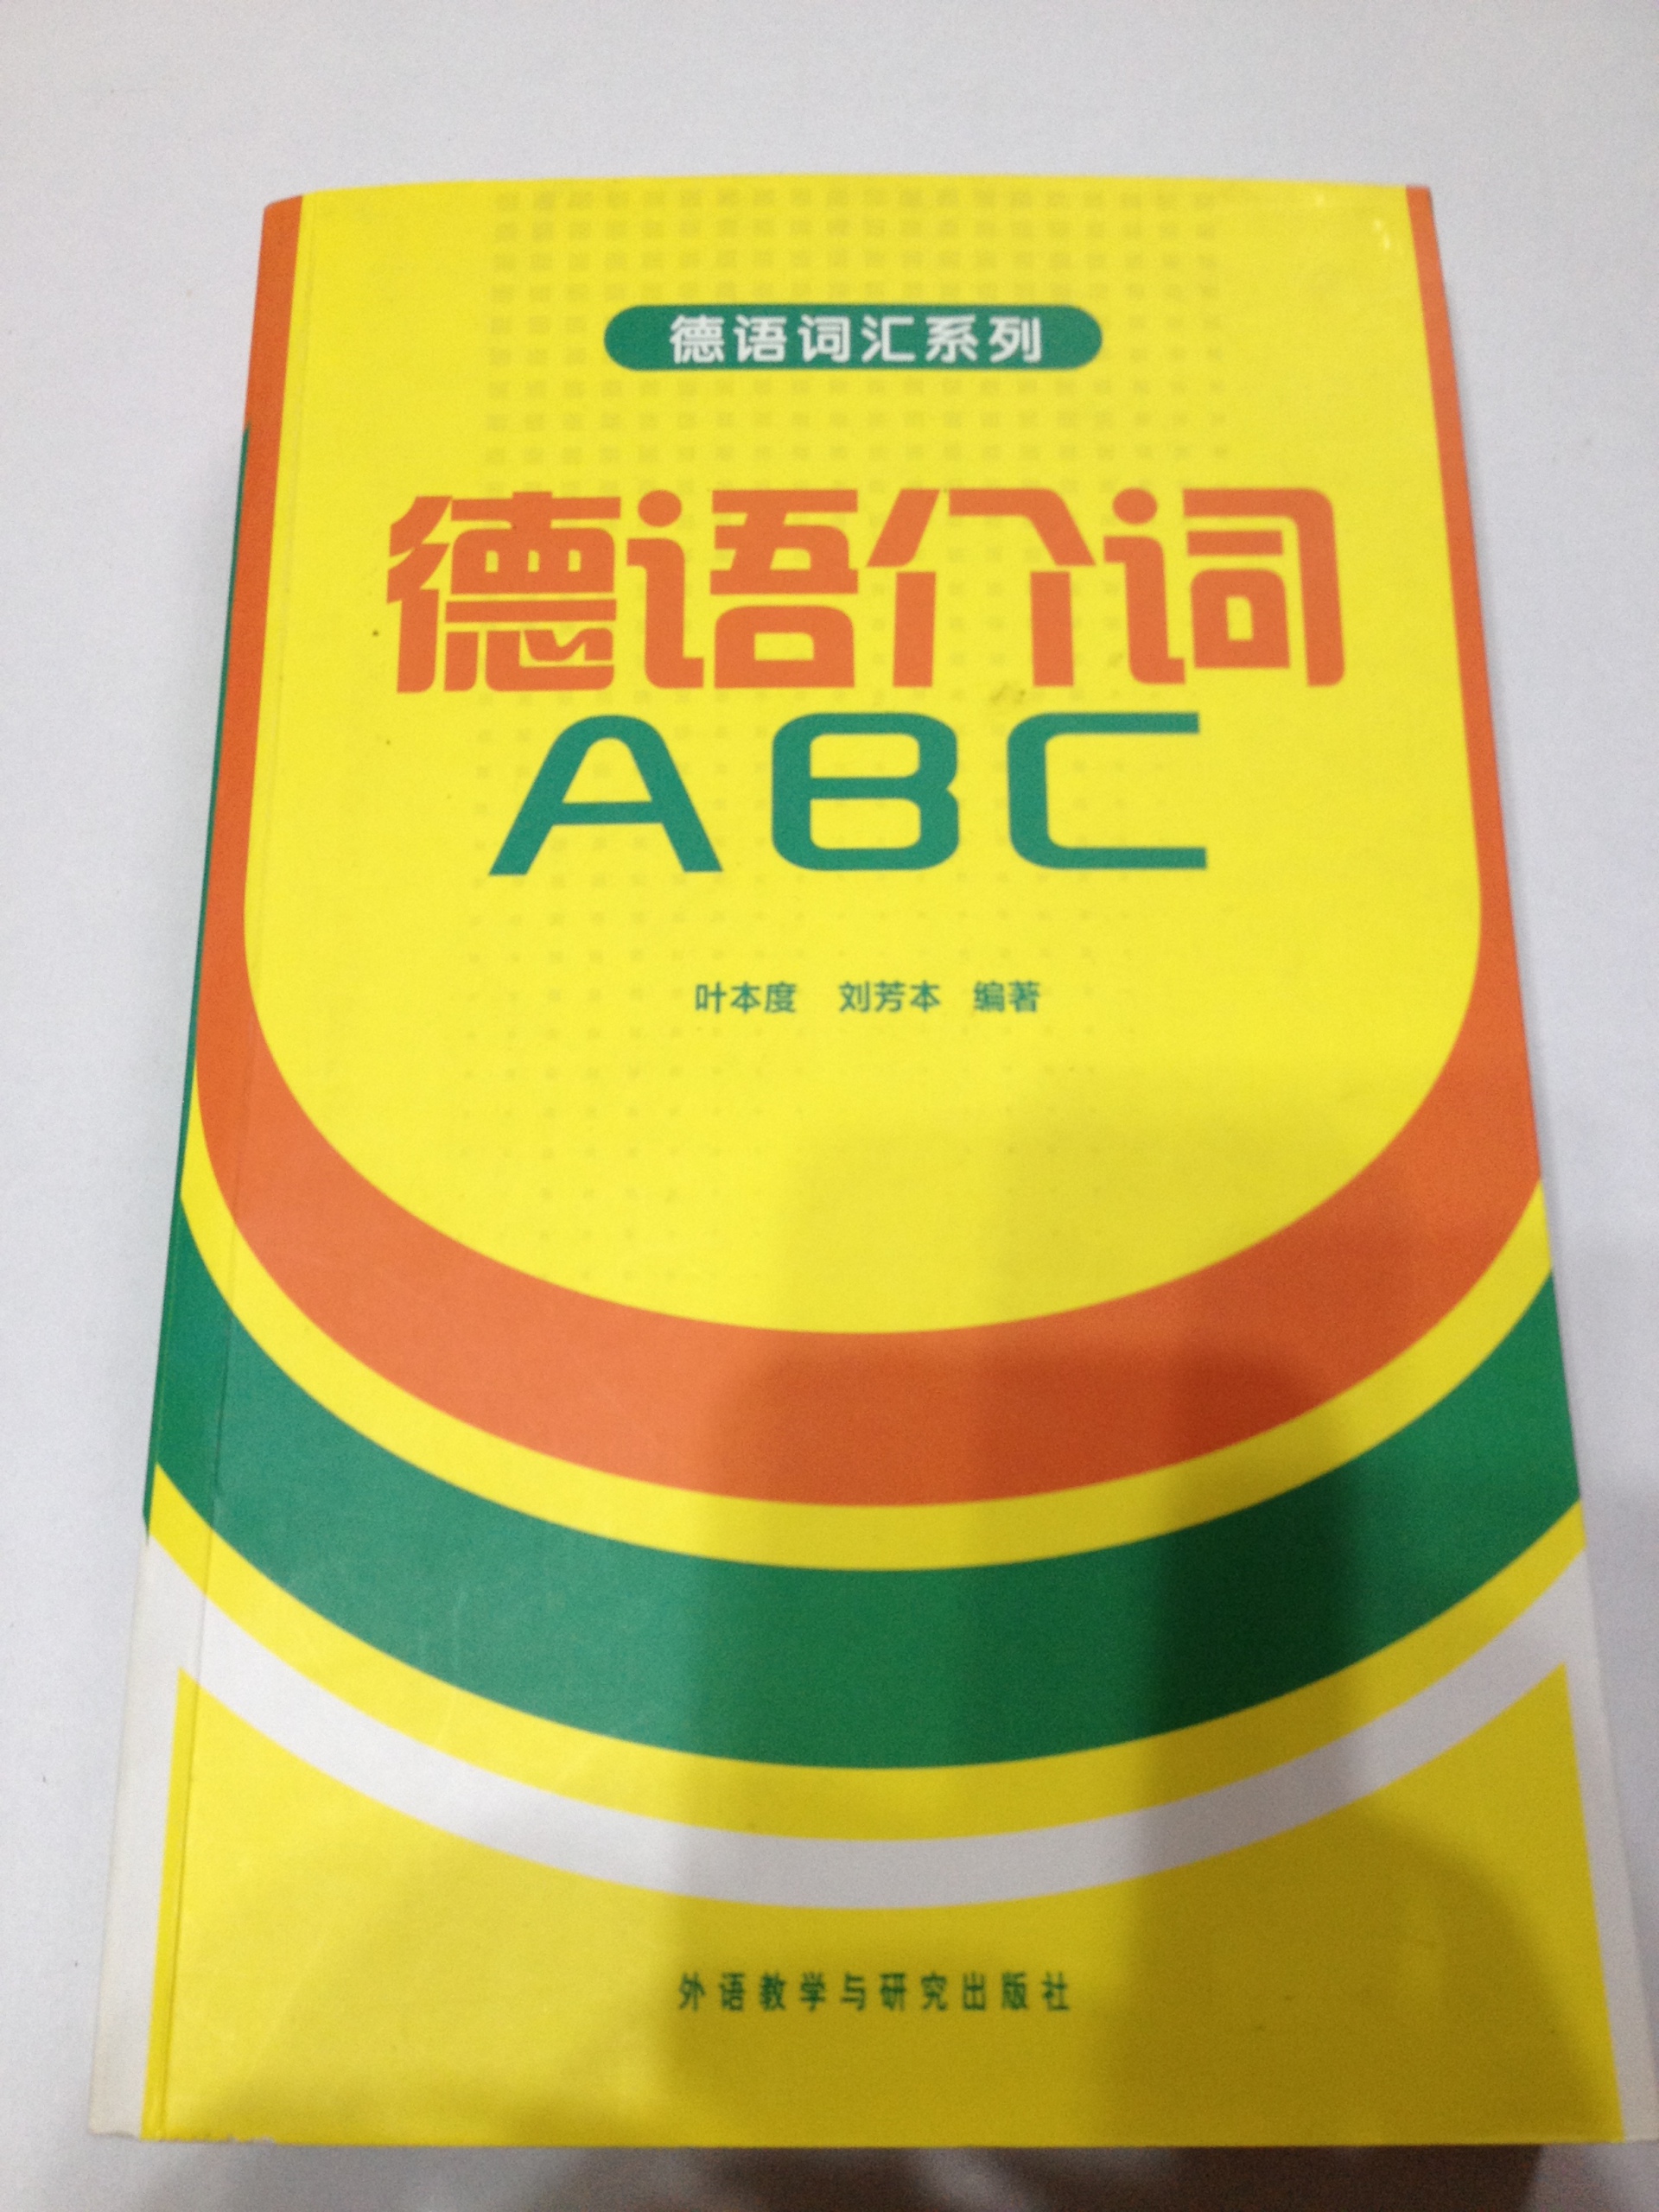 德语词汇系列
德语介词
ABC
叶本度 刘芳本 编著
外语教学与研究出版社